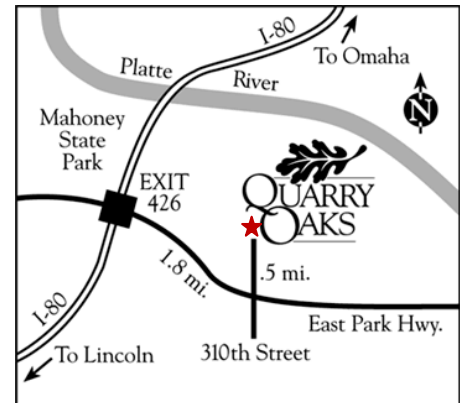 I-80
To Omaha
Platte River
N
Mahoney
State
Park
EXIT
426
QUARRY
OAKS
1.8 mi.
.5 mi.
I-80
East Park Hwy.
To Lincoln
310th Street